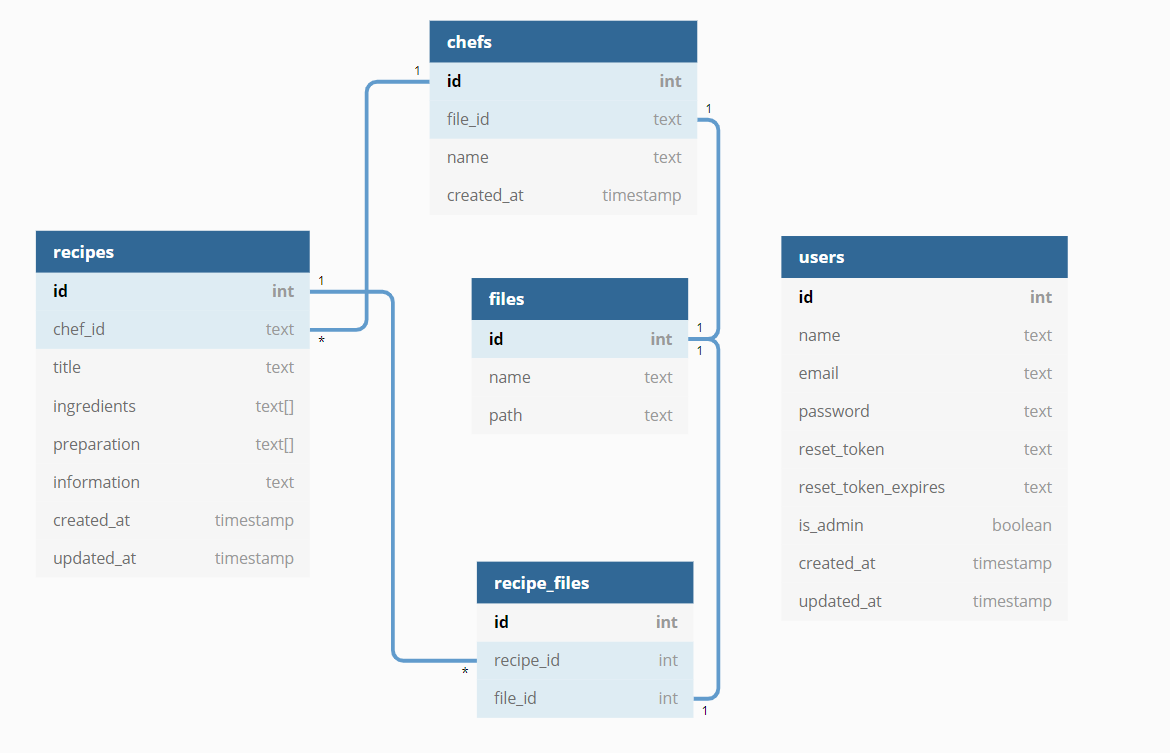 chefs
id int
file_id text
name text
created_at timestamp
1
1
recipes
id int
chef_id text
title text
ingredients text[]
preparation text[]
information text
created_at timestamp
updated_at timestamp
1
*
files
id int
name text
path text
1
1
users
id int
name text
email text
password text
reset_token text
reset_token_expires text
is_admin boolean
created_at timestamp
updated_at timestamp
recipe_files
id int
recipe_id int
file_id int
*
1